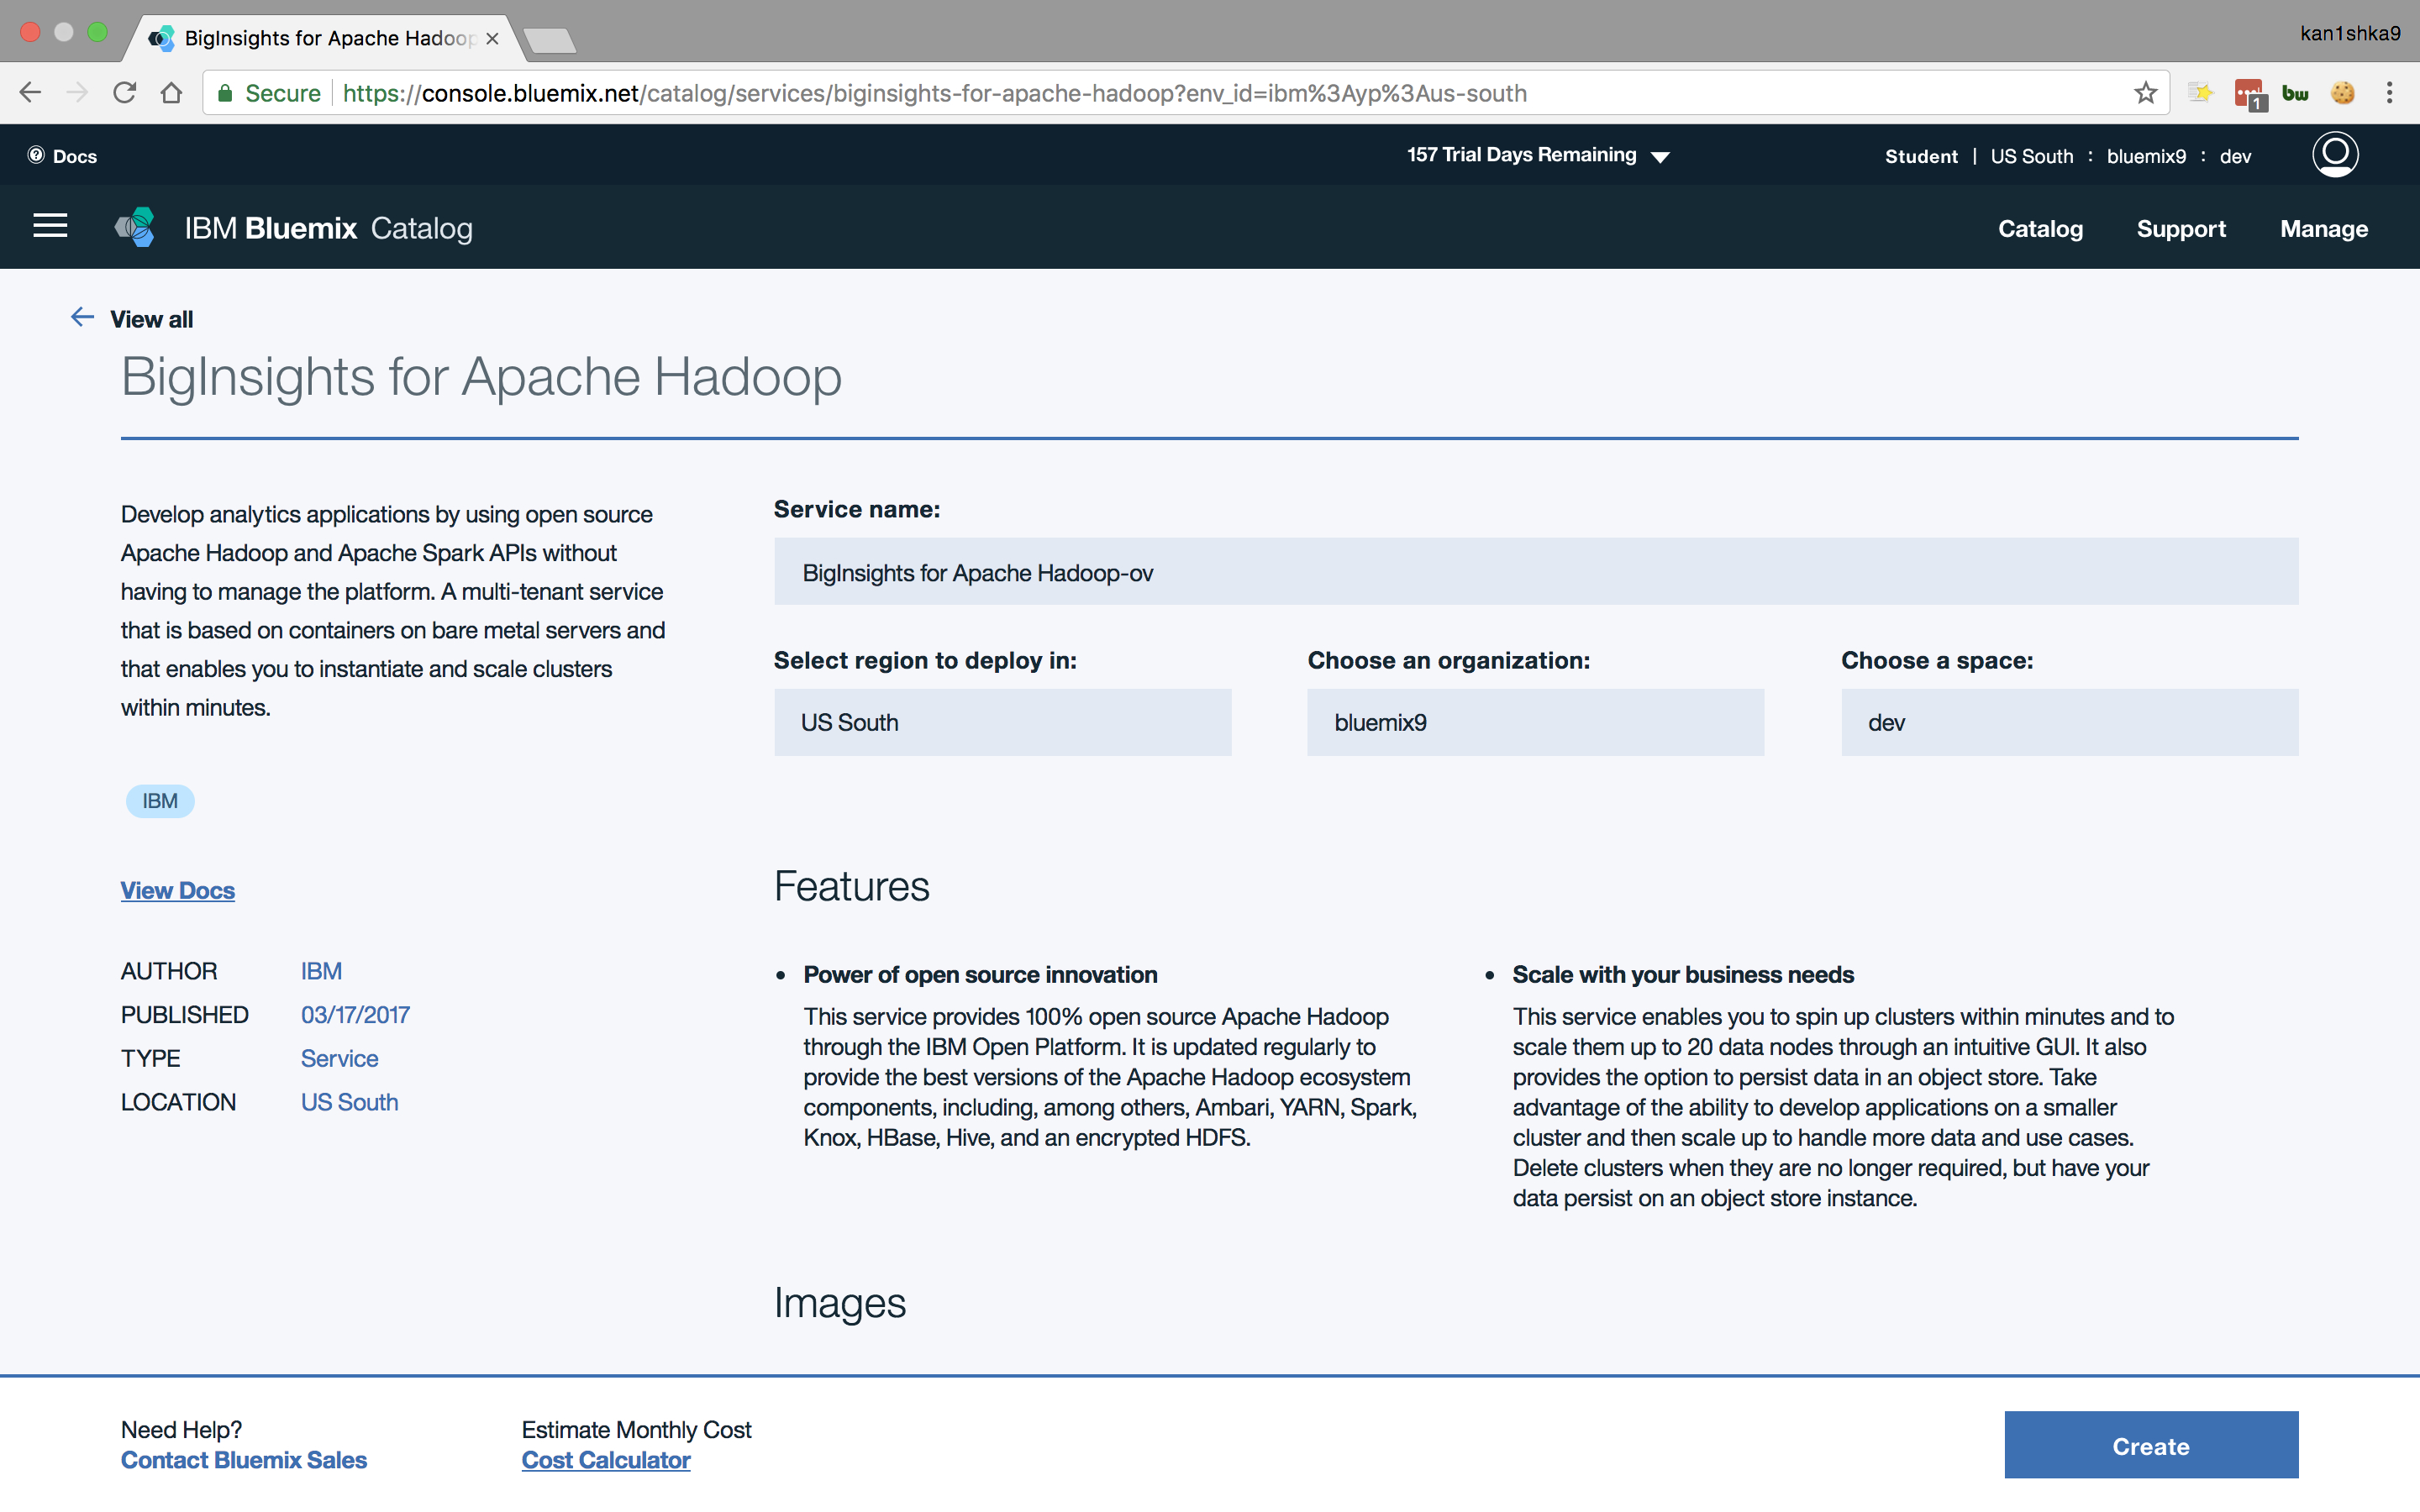 BigInsights for Apache Hadoop
kan1shka9
Secure https://console.bluemix.net/catalog/services/biginsights-for-apache-hadoop?env_id=ibm%3Ayp%3Aus-south
1
bw
Docs
157 Trial Days Remaining
Student | US South : bluemix9 : dev
IBM Bluemix Catalog
Catalog
Support
Manage
View all
BigInsights for Apache Hadoop
Develop analytics applications by using open source
Apache Hadoop and Apache Spark APIs without
having to manage the platform. A multi-tenant service
that is based on containers on bare metal servers and
that enables you to instantiate and scale clusters
within minutes.
IBM
View Docs
AUTHOR IBM
PUBLISHED 03/17/2017
TYPE Service
LOCATION US South
Service name:
BigInsights for Apache Hadoop-ov
Select region to deploy in:
US South
Choose an organization:
bluemix9
Choose a space:
dev
Features
• Power of open source innovation
This service provides 100% open source Apache Hadoop
through the IBM Open Platform. It is updated regularly to
provide the best versions of the Apache Hadoop ecosystem
components, including, among others, Ambari, YARN, Spark,
Knox, HBase, Hive, and an encrypted HDFS.
• Scale with your business needs
This service enables you to spin up clusters within minutes and to
scale them up to 20 data nodes through an intuitive GUI. It also
provides the option to persist data in an object store. Take
advantage of the ability to develop applications on a smaller
cluster and then scale up to handle more data and use cases.
Delete clusters when they are no longer required, but have your
data persist on an object store instance.
Images
Need Help?
Contact Bluemix Sales
Estimate Monthly Cost
Cost Calculator
Create